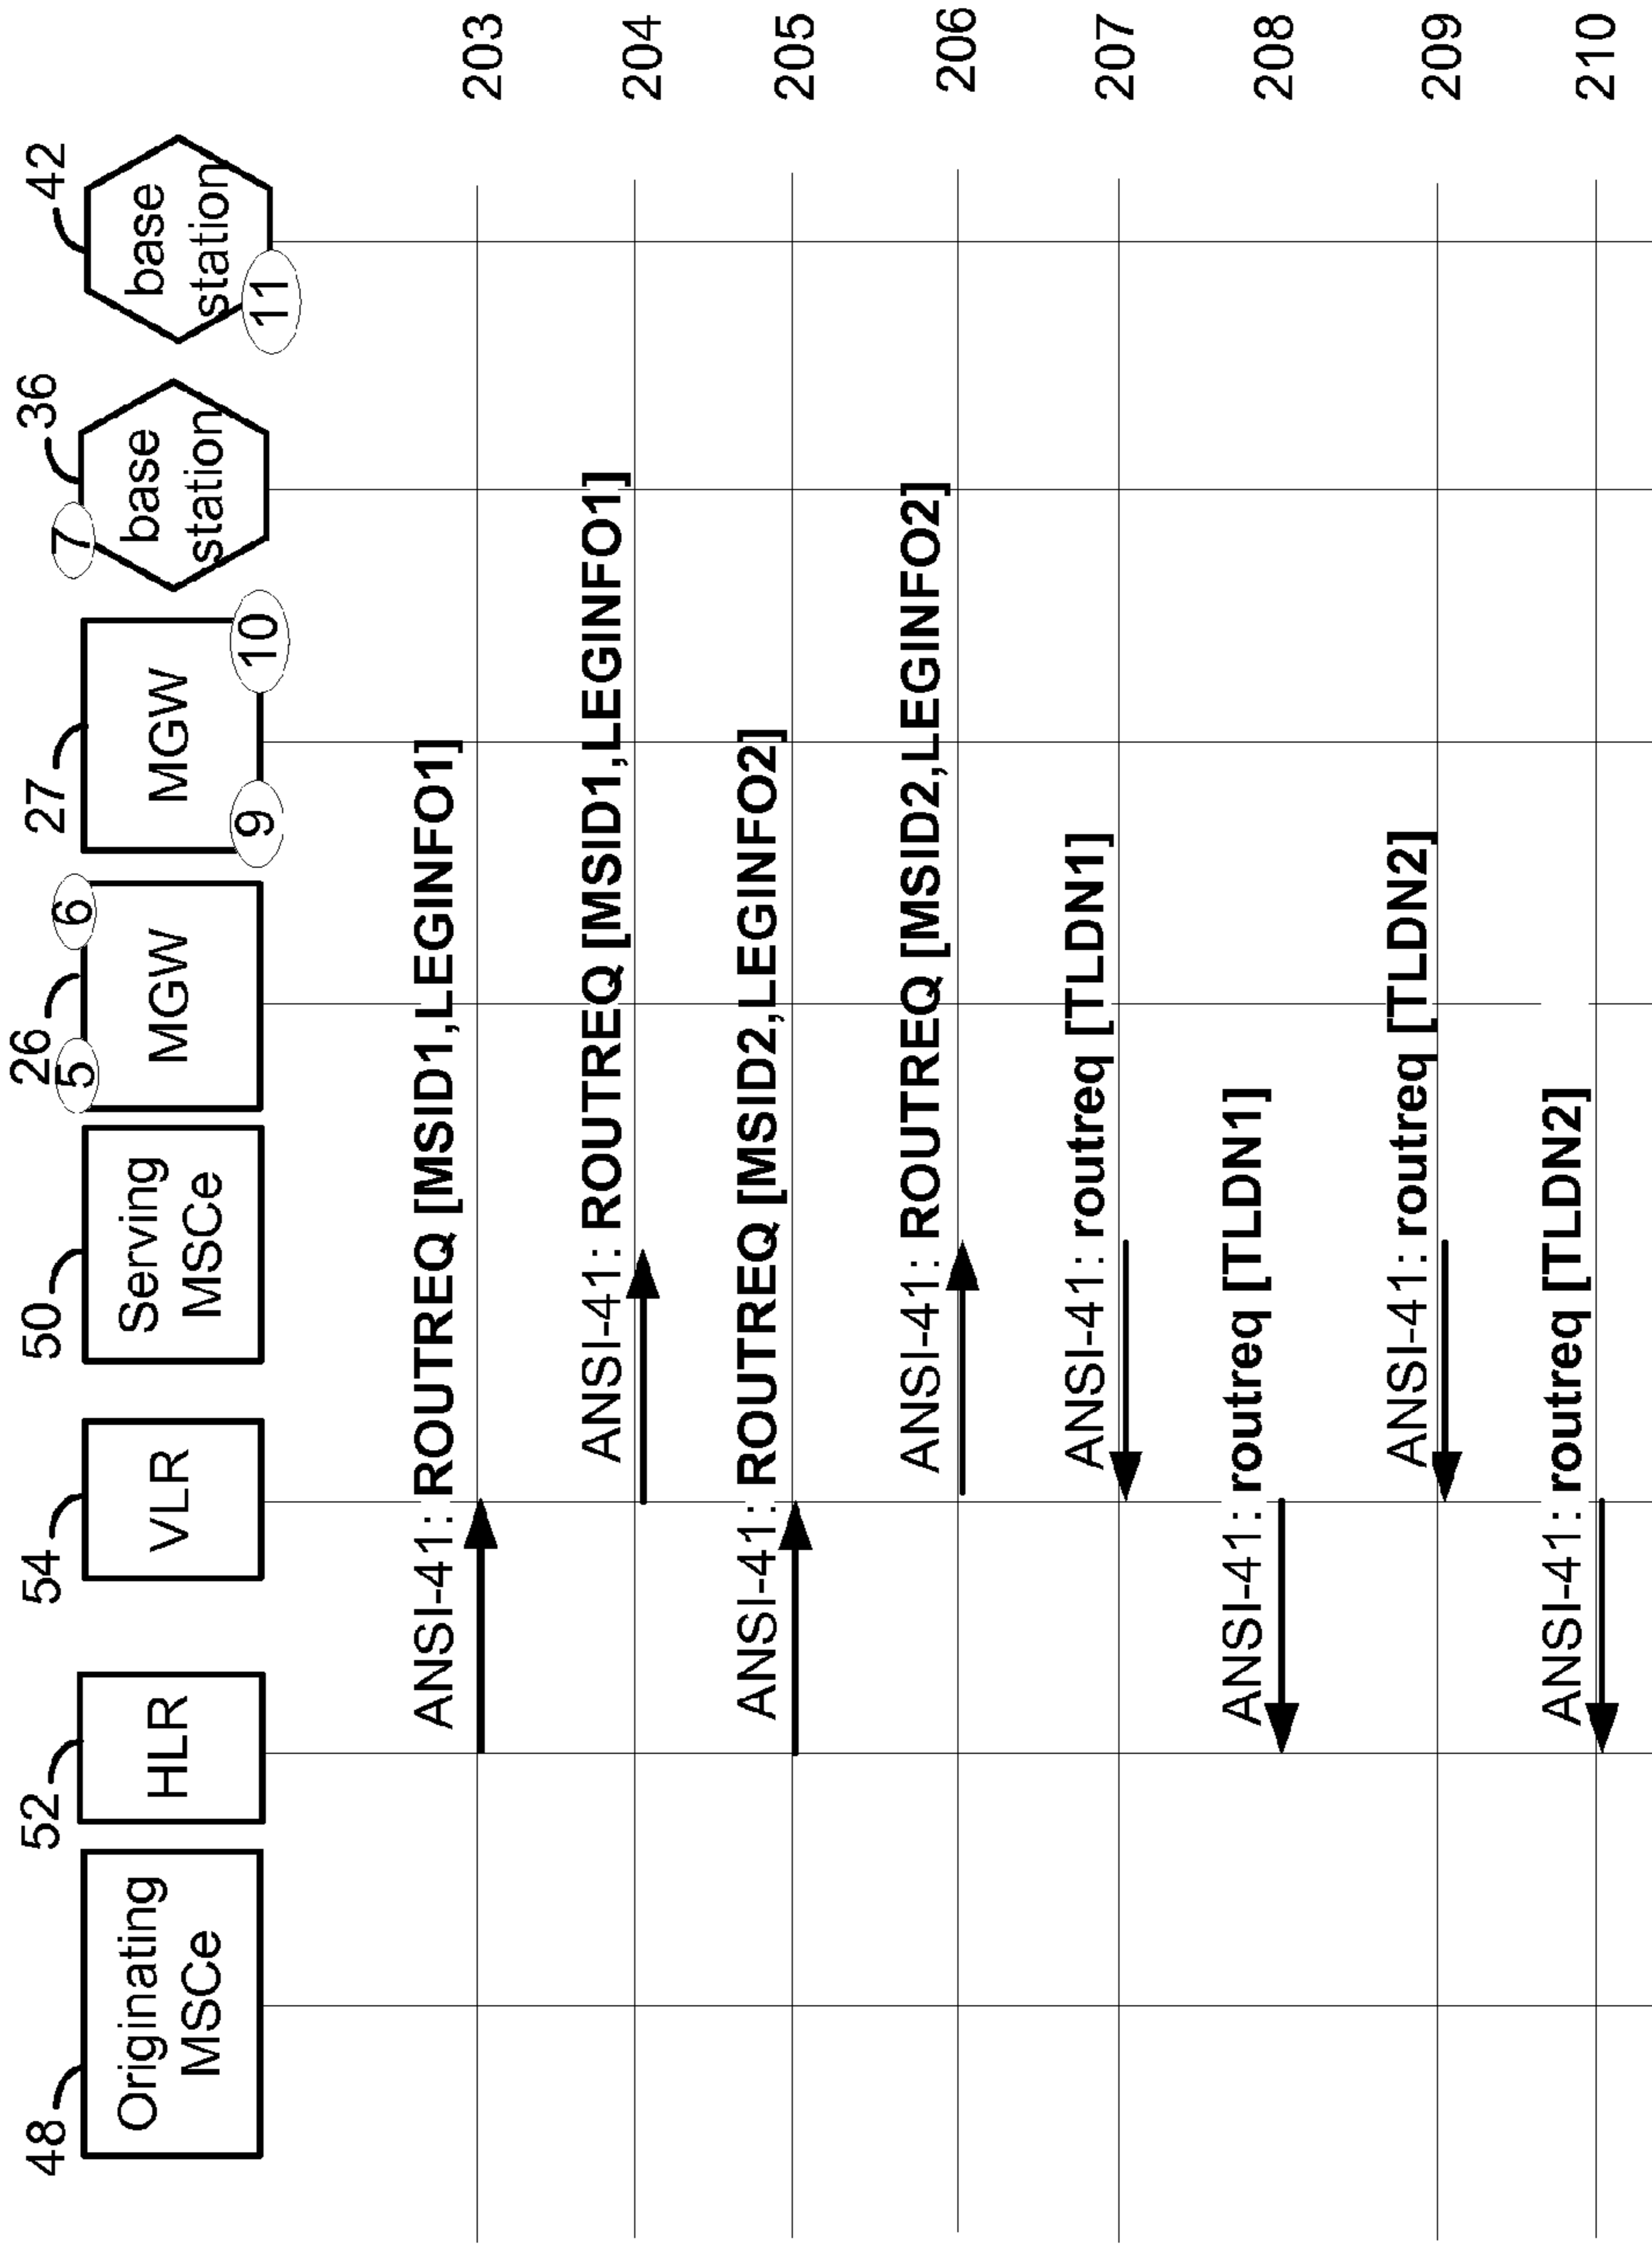 48
52
54
50
26
27
36
42
Originating
MSCe
HLR
VLR
Serving
MSCe
5
MGW
6
MGW
9
10
7
base
station
base
station
11
ANSI-41: ROUTREQ [MSID1,LEGINFO1]
203
ANSI-41: ROUTREQ [MSID1,LEGINFO1]
204
ANSI-41: ROUTREQ [MSID2,LEGINFO2]
205
ANSI-41: ROUTREQ [MSID2,LEGINFO2]
206
ANSI-41: routreq [TLDN1]
207
ANSI-41: routreq [TLDN1]
208
ANSI-41: routreq [TLDN2]
209
ANSI-41: routreq [TLDN2]
210